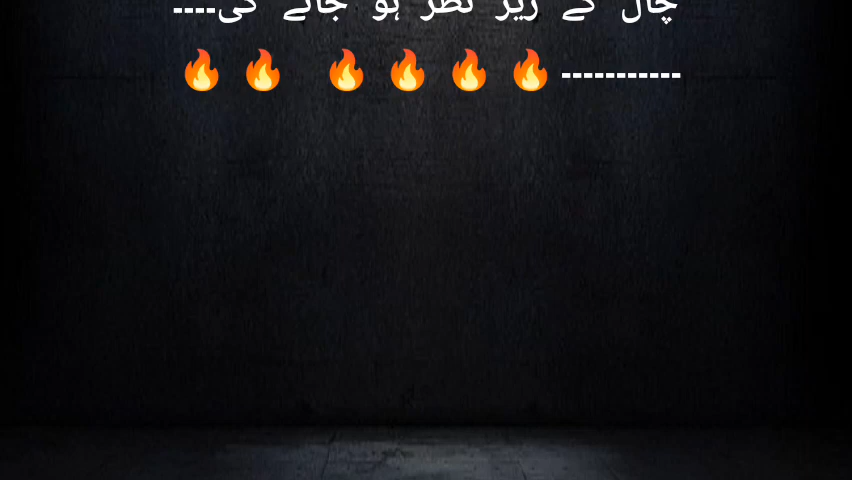 چال کے زیر نظر ہو جائے گی----
-----------🔥🔥🔥🔥 🔥🔥